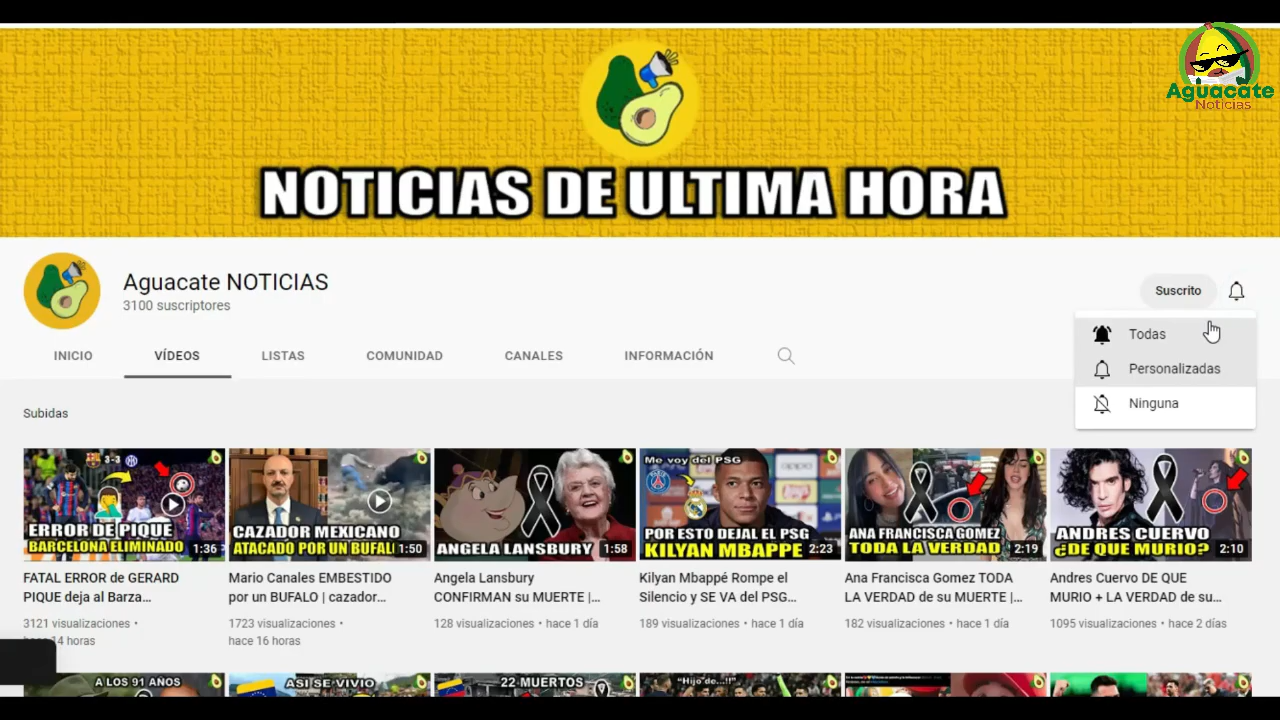 Aguacate
Noticias
NOTICIAS DE ULTIMA HORA
Aguacate NOTICIAS
3100 suscriptores
Suscrito
Todas
Personalizadas
Ninguna
INICIO
VÍDEOS
LISTAS
COMUNIDAD
CANALES
INFORMACIÓN
Subidas
3-3
ERROR DE PIQUE
BARCELONA ELIMINADO
1:36
FATAL ERROR de GERARD
PIQUE deja al Barza...
3121 visualizaciones •
hace 14 horas
CAZADOR MEXICANO
ATACADO POR UN BUFALO
1:50
Mario Canales EMBESTIDO
por un BUFALO | cazador...
1723 visualizaciones •
hace 16 horas
ANGELA LANSBURY
1:58
Angela Lansbury
CONFIRMAN su MUERTE |...
128 visualizaciones • hace 1 día
Me voy del PSG
POR ESTO DEJAL EL PSG
KILYAN MBAPPE
2:23
Kilyan Mbappé Rompe el
Silencio y SE VA del PSG...
189 visualizaciones • hace 1 día
ANA FRANCISCA GOMEZ
TODA LA VERDAD
2:19
Ana Francisca Gomez TODA
LA VERDAD de su MUERTE |...
182 visualizaciones • hace 1 día
ANDRES CUERVO
¿DE QUE MURIO?
2:10
Andres Cuervo DE QUE
MURIO + LA VERDAD de su...
1095 visualizaciones • hace 2 días
A LOS 91 AÑOS
ASI SE VIVIO
22 MUERTOS
"Hijo de...!!"